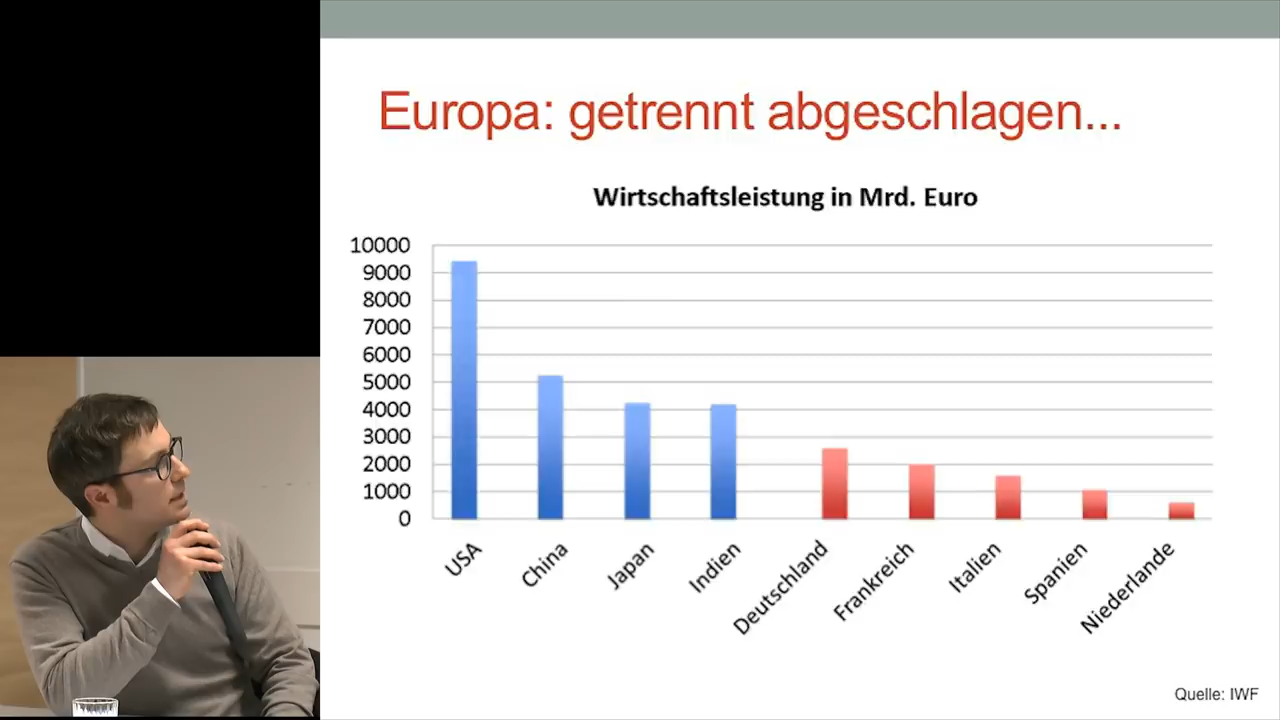 Europa: getrennt abgeschlagen...
Wirtschaftsleistung in Mrd. Euro
10000
9000
8000
7000
6000
5000
4000
3000
2000
1000
0
USA
China
Japan
Indien
Deutschland
Frankreich
Italien
Spanien
Niederlande
Quelle: IWF